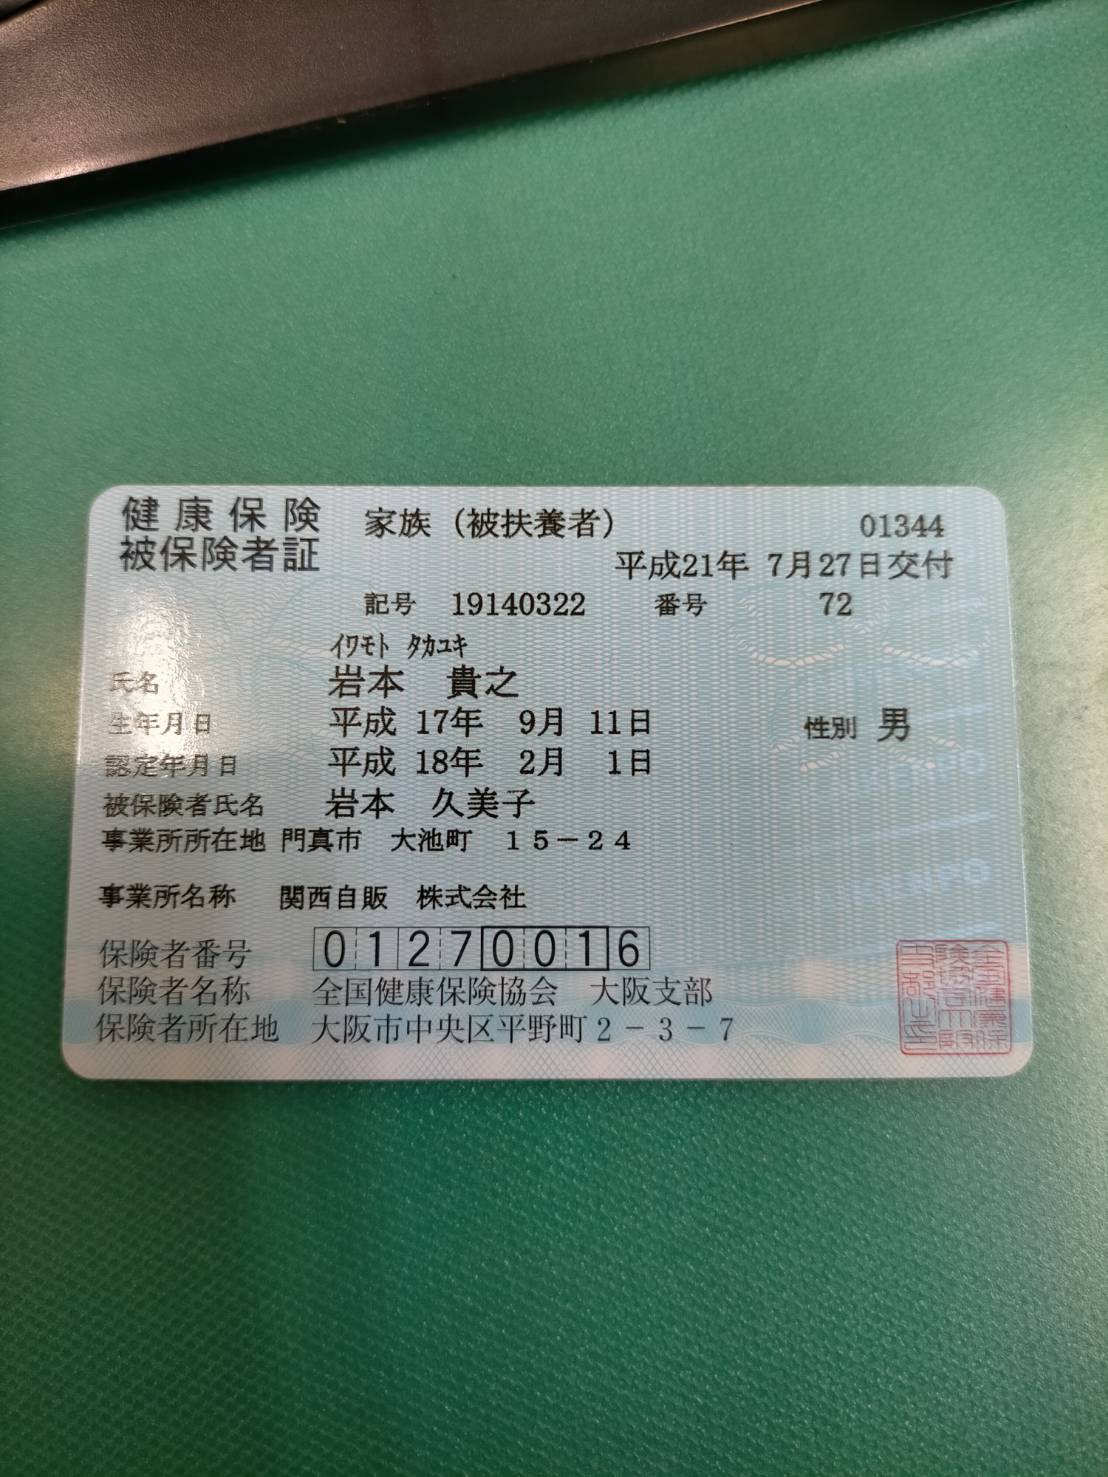 健康保険 家族（被扶養者） 01344
被保険者証 平成21年 7月27日交付
記号 19140322 番号 72
ｲﾜﾓﾄ ﾀｶﾕｷ
氏名 岩本 貴之
生年月日 平成 17年 9月 11日 性別 男
認定年月日 平成 18年 2月 1日
被保険者氏名 岩本 久美子
事業所所在地 門真市 大池町 １５－２４
事業所名称 関西自販 株式会社
保険者番号 01270016
保険者名称 全国健康保険協会 大阪支部
保険者所在地 大阪市中央区平野町２－３－７